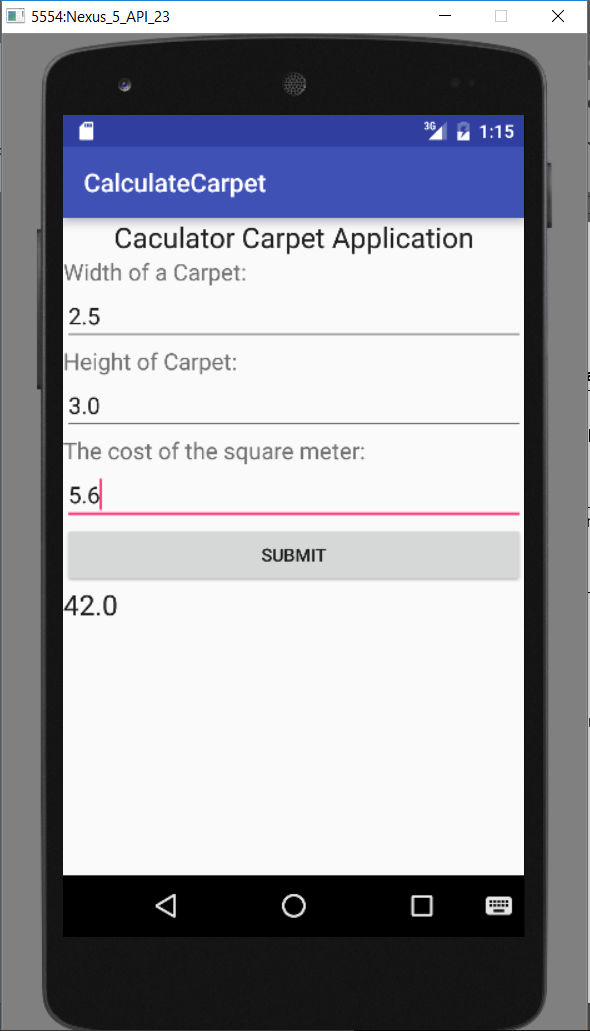 5554:Nexus_5_API_23
3G 1:15
CalculateCarpet
Caculator Carpet Application
Width of a Carpet:
2.5
Height of Carpet:
3.0
The cost of the square meter:
5.6
SUBMIT
42.0